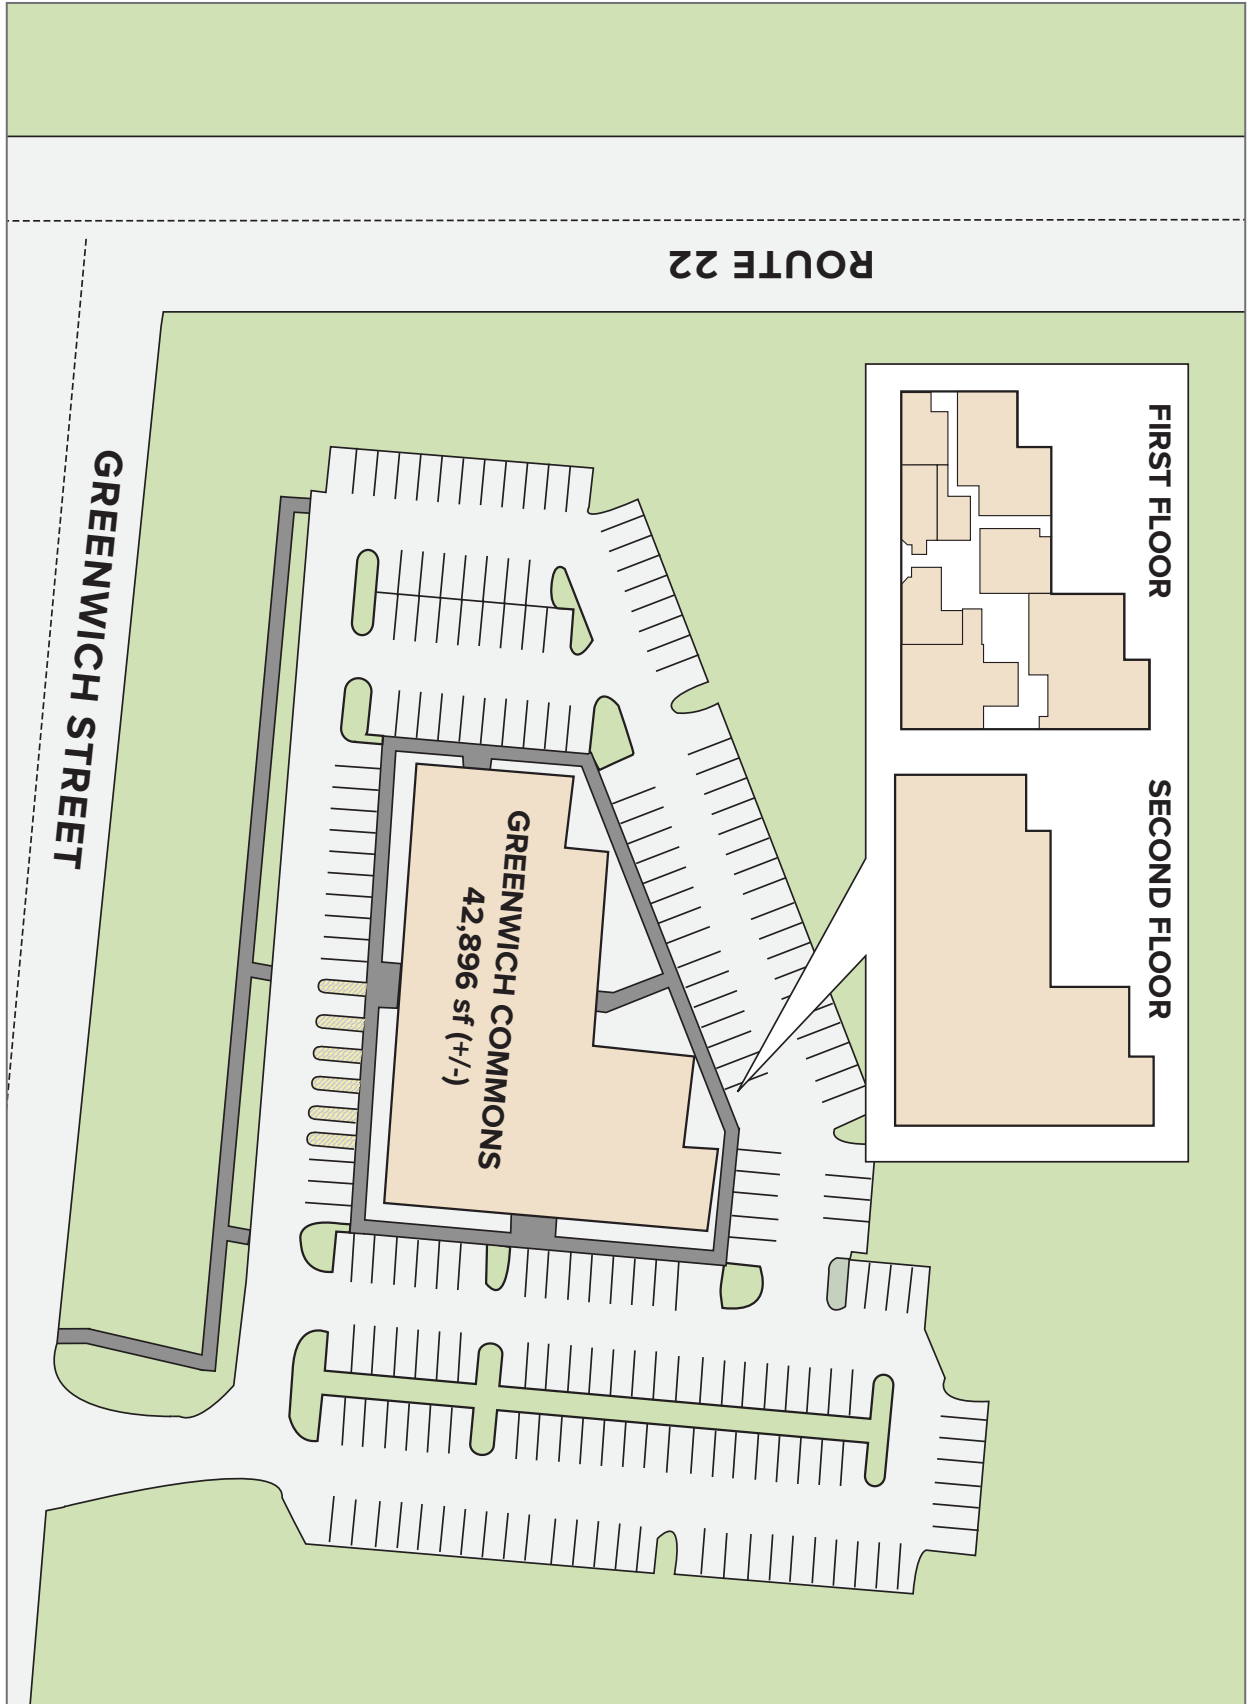 ROUTE 22
FIRST FLOOR
SECOND FLOOR
GREENWICH STREET
GREENWICH COMMONS
42,896 sf (+/-)